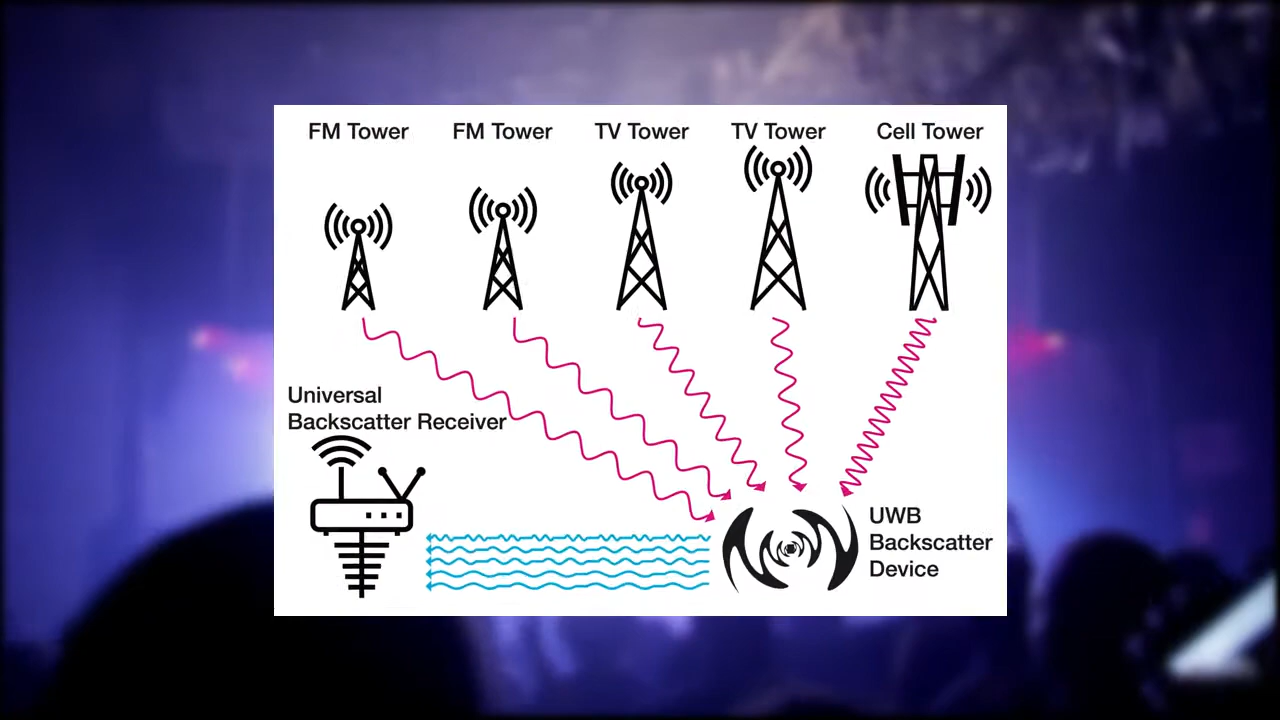 FM Tower
FM Tower
TV Tower
TV Tower
Cell Tower
Universal
Backscatter Receiver
UWB
Backscatter
Device